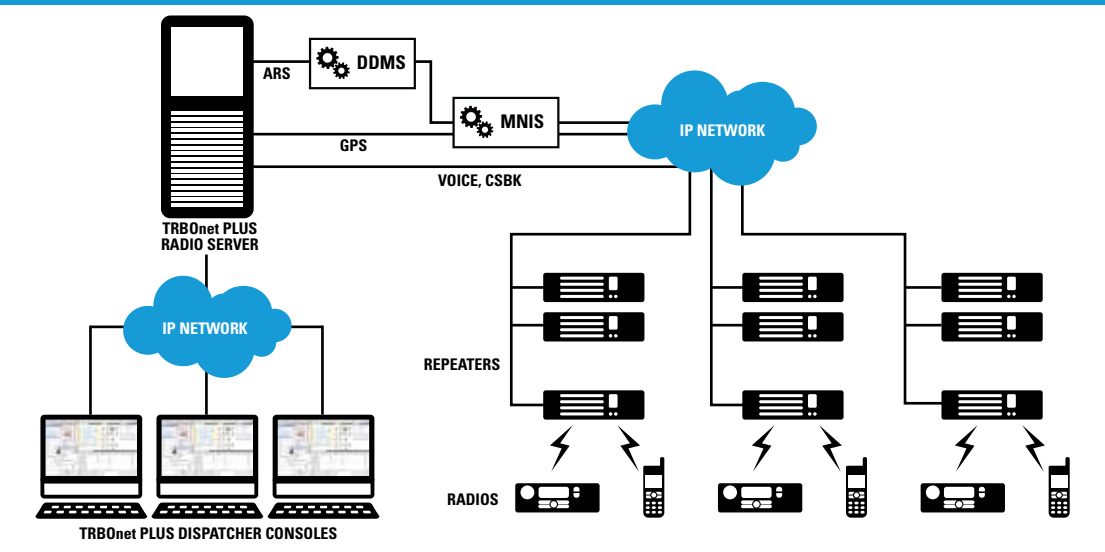 ARS
DDMS
MNIS
IP NETWORK
GPS
VOICE, CSBK
TRBOnet PLUS
RADIO SERVER
IP NETWORK
REPEATERS
RADIOS
TRBOnet PLUS DISPATCHER CONSOLES